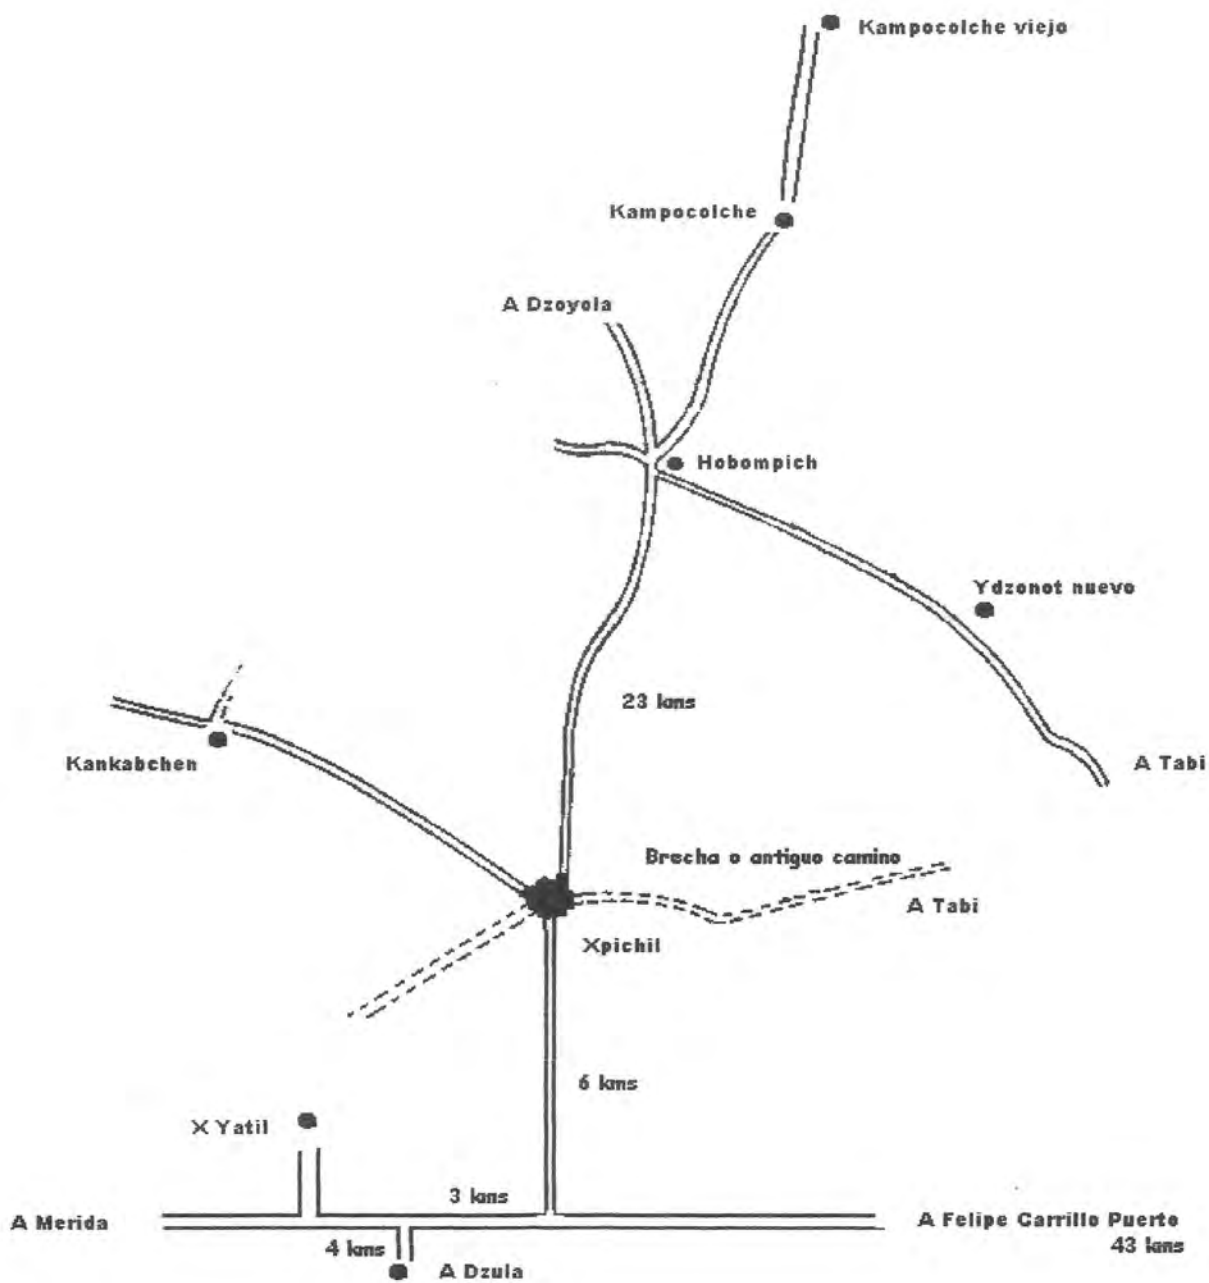 Kampocolche viejo
Kampocolche
A Dzoyola
Hobompich
Ydzonot nuevo
23 kms
Kankabchen
A Tabi
Brecha o antiguo camino
A Tabi
Xpichil
6 kms
X Yatil
3 kms
A Merida
A Felipe Carrillo Puerto
43 kms
4 kms
A Dzula